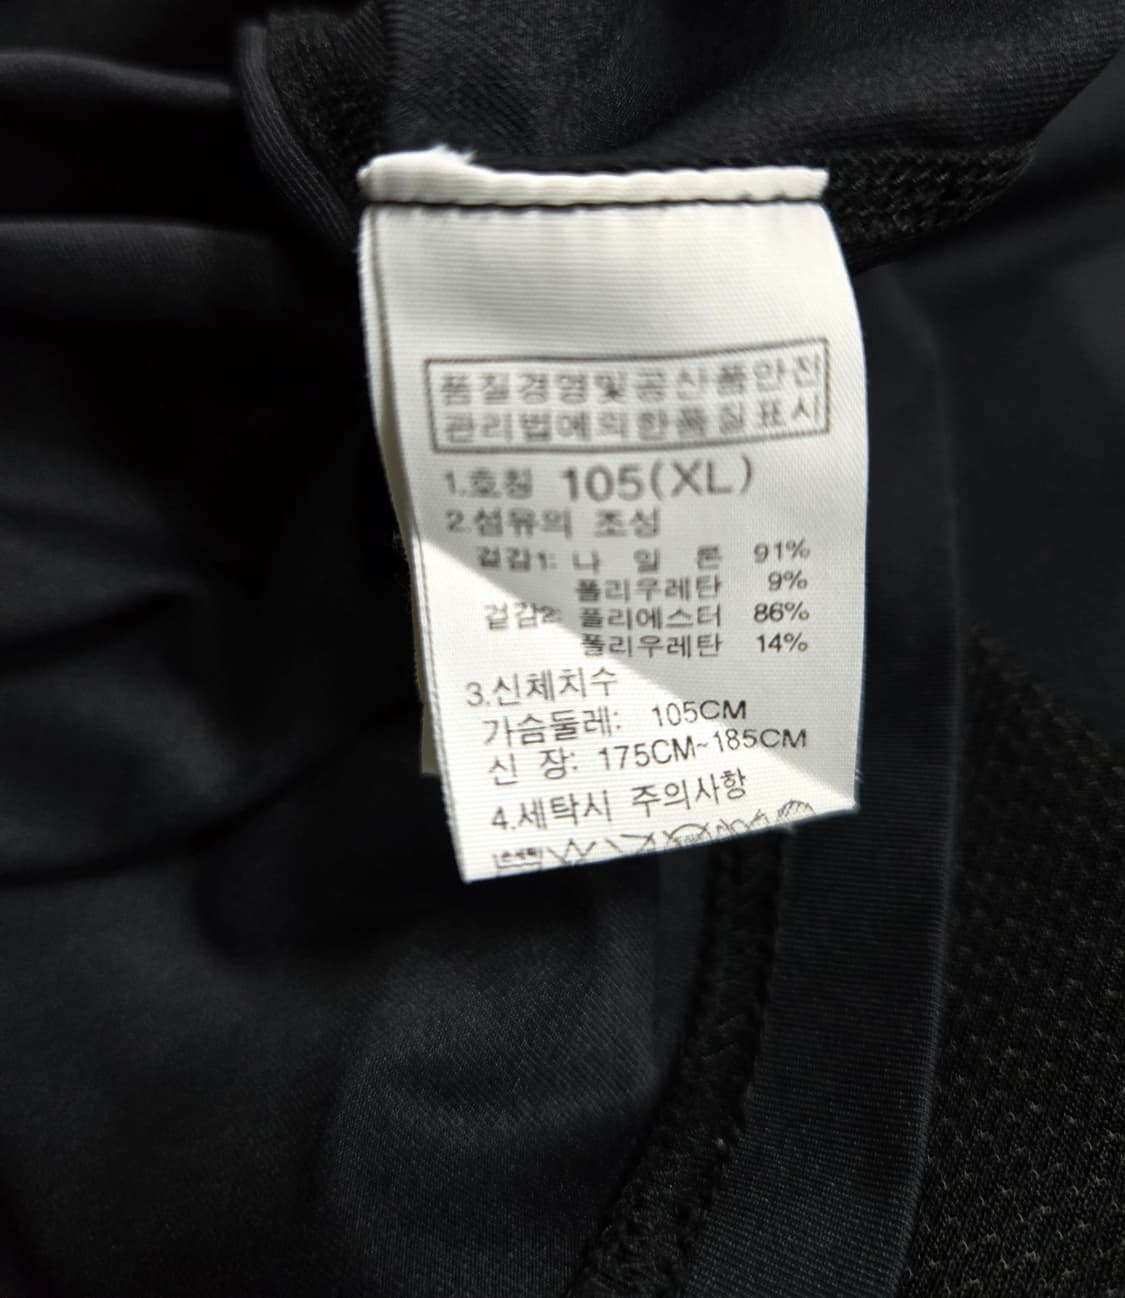 품질경영및공산품안전
관리법에의한품질표시
1.호칭 105(XL)
2.섬유의 조성
겉감1: 나 일 론 91%
폴리우레탄 9%
겉감2: 폴리에스터 86%
폴리우레탄 14%
3.신체치수
가슴둘레: 105CM
신 장: 175CM~185CM
4.세탁시 주의사항